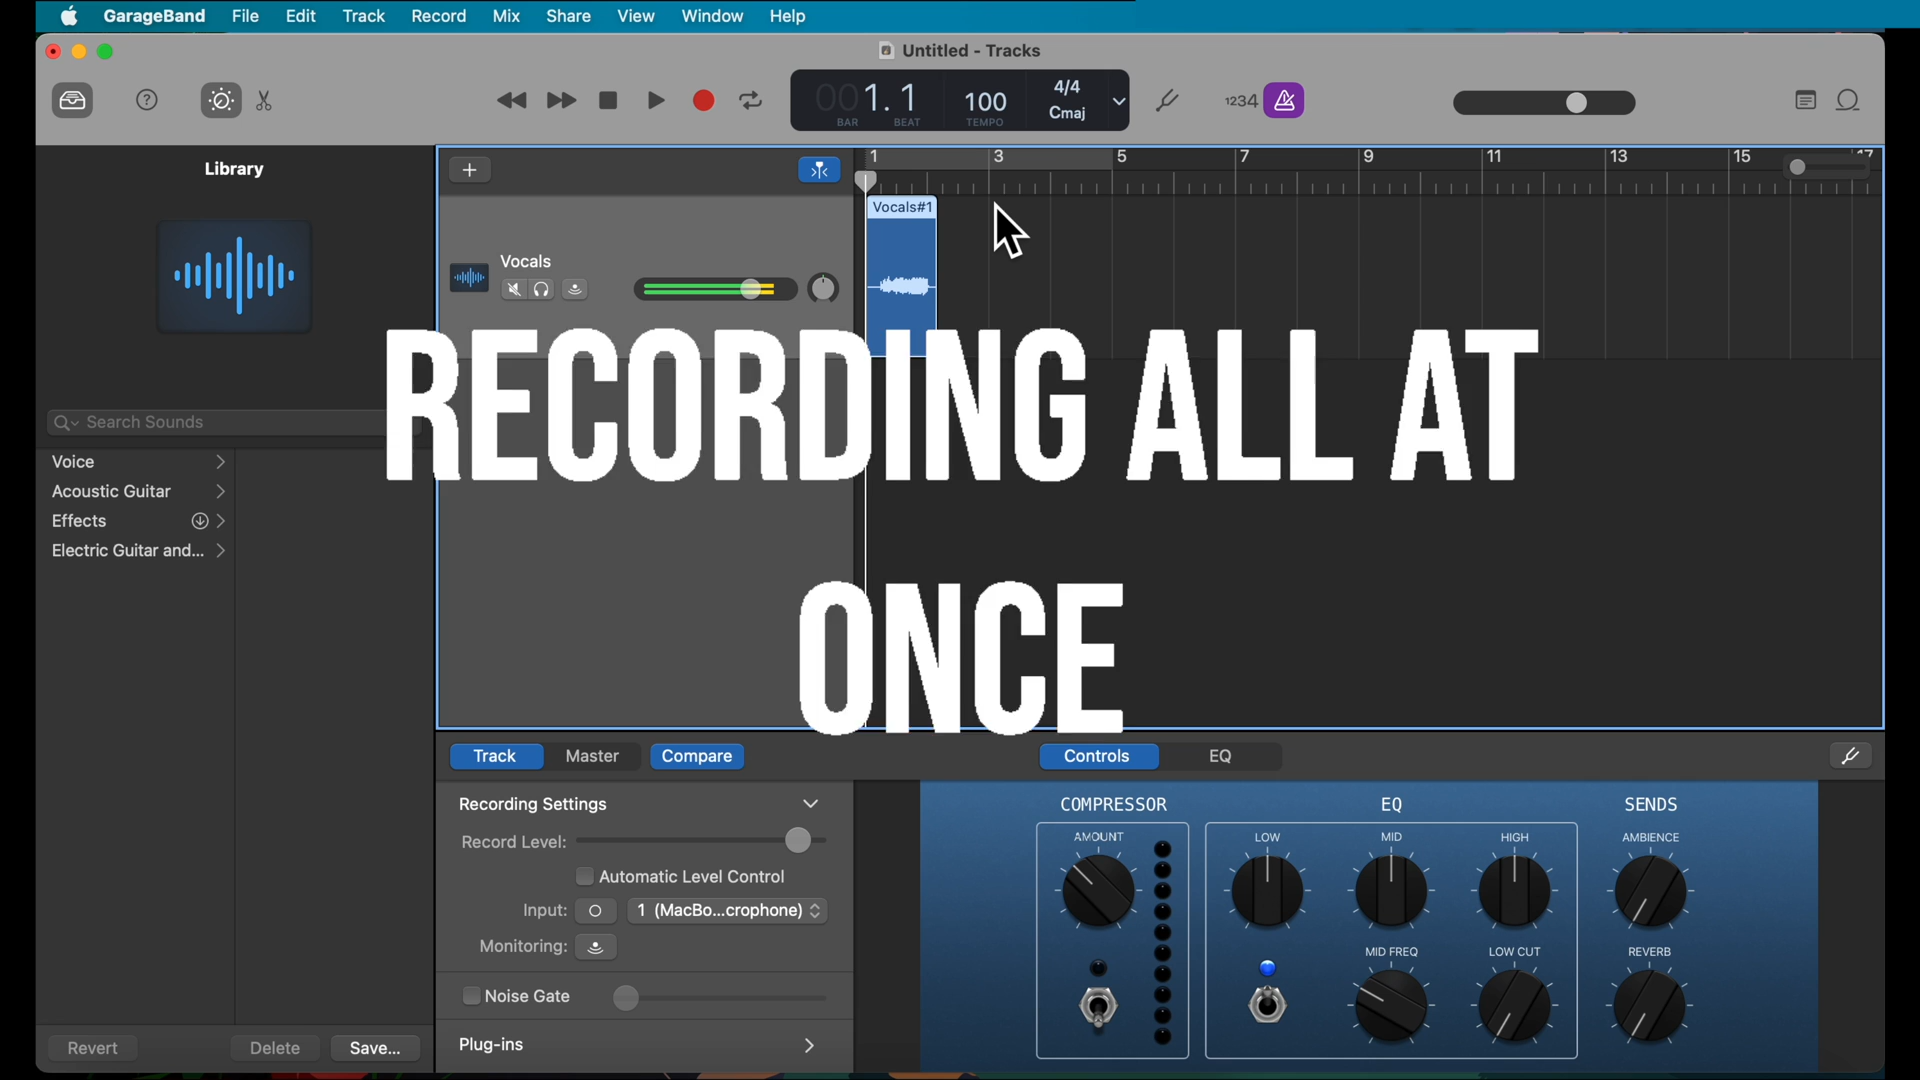 GarageBand File Edit Track Record Mix Share View Window Help
Untitled - Tracks
001.1 100 4/4
Cmaj
BAR BEAT TEMPO
1234
Library
1 3 5 7 9 11 13 15 17
Vocals#1
Vocals
RECORDING ALL AT
ONCE
Search Sounds
Voice
Acoustic Guitar
Effects
Electric Guitar and...
Track Master Compare Controls EQ
Recording Settings
Record Level:
Automatic Level Control
Input: 1 (MacBo...crophone)
Monitoring:
Noise Gate
Plug-ins
COMPRESSOR EQ SENDS
AMOUNT LOW MID HIGH AMBIENCE
MID FREQ LOW CUT REVERB
Revert Delete Save...